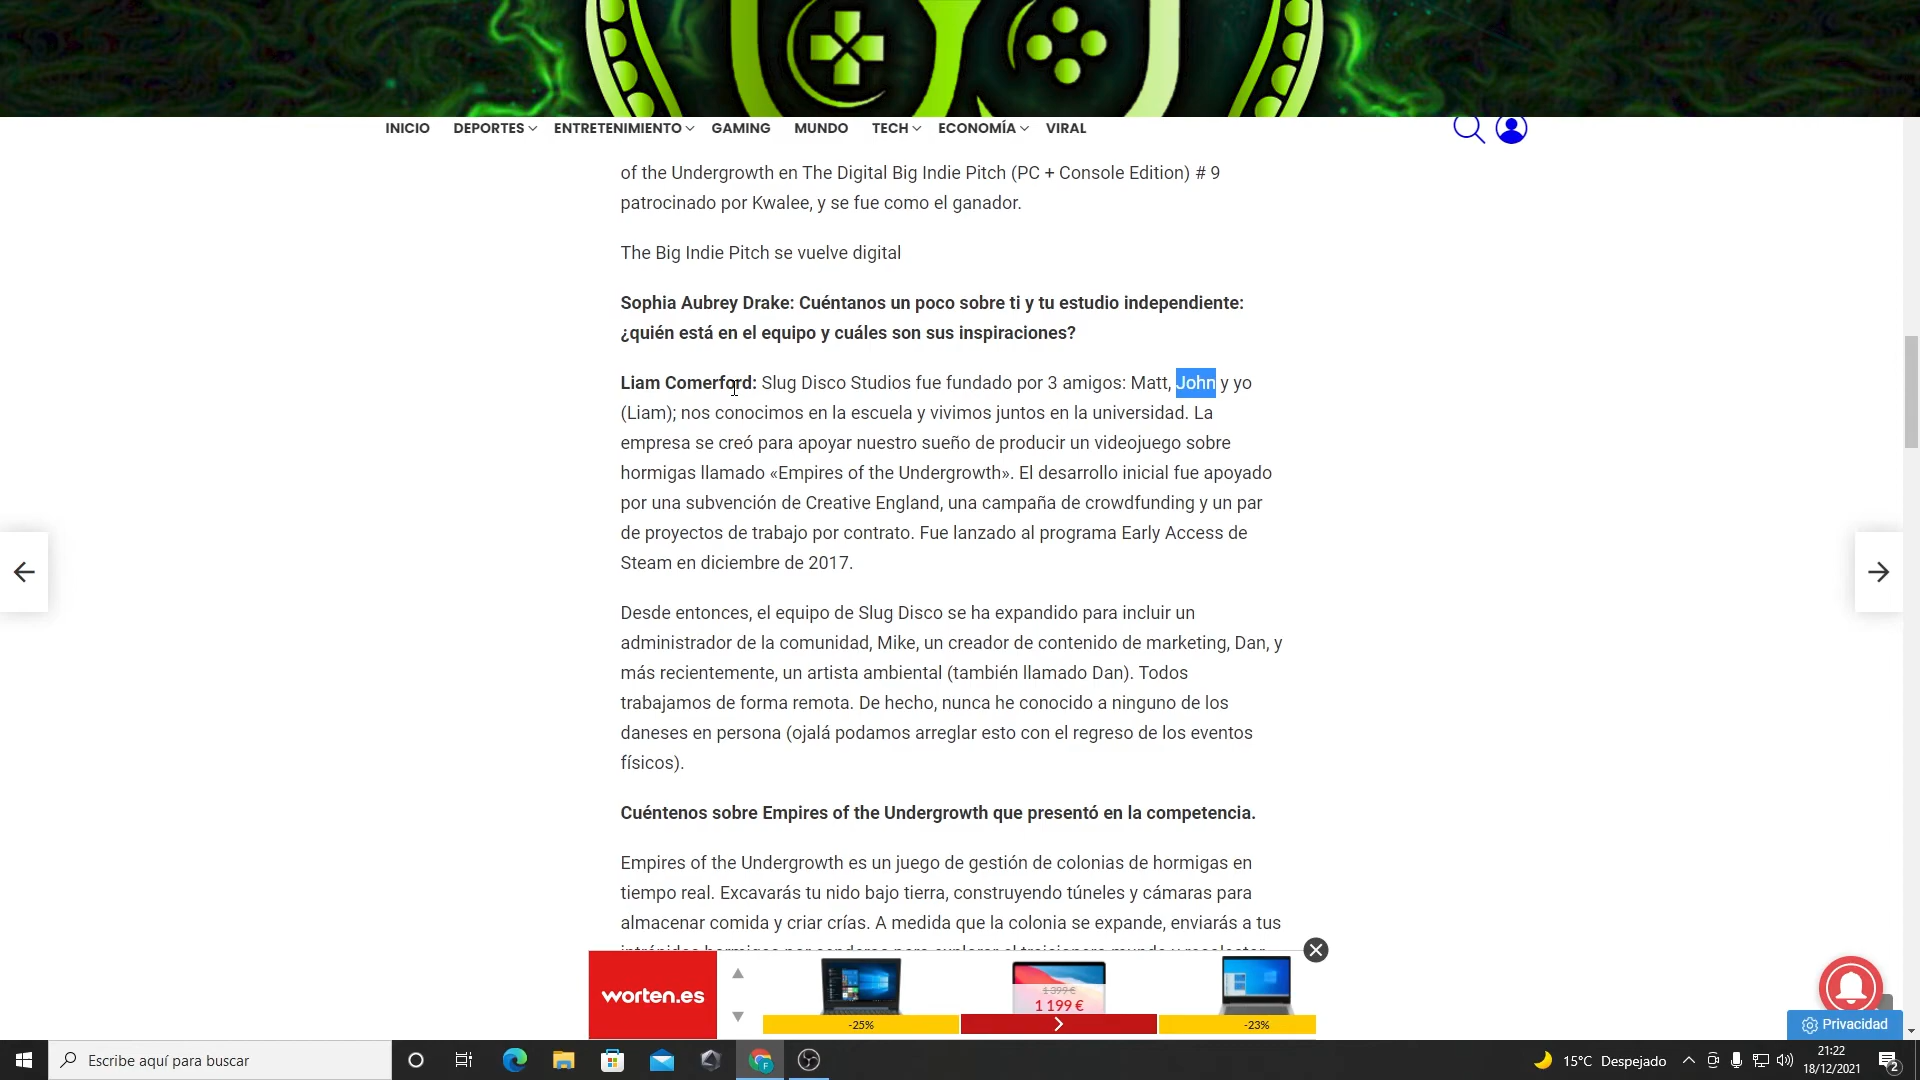 INICIO DEPORTES ENTRETENIMIENTO GAMING MUNDO TECH ECONOMÍA VIRAL
of the Undergrowth en The Digital Big Indie Pitch (PC + Console Edition) # 9
patrocinado por Kwalee, y se fue como el ganador.
The Big Indie Pitch se vuelve digital
Sophia Aubrey Drake: Cuéntanos un poco sobre ti y tu estudio independiente:
¿quién está en el equipo y cuáles son sus inspiraciones?
Liam Comerford: Slug Disco Studios fue fundado por 3 amigos: Matt, John y yo
(Liam); nos conocimos en la escuela y vivimos juntos en la universidad. La
empresa se creó para apoyar nuestro sueño de producir un videojuego sobre
hormigas llamado «Empires of the Undergrowth». El desarrollo inicial fue apoyado
por una subvención de Creative England, una campaña de crowdfunding y un par
de proyectos de trabajo por contrato. Fue lanzado al programa Early Access de
Steam en diciembre de 2017.
Desde entonces, el equipo de Slug Disco se ha expandido para incluir un
administrador de la comunidad, Mike, un creador de contenido de marketing, Dan, y
más recientemente, un artista ambiental (también llamado Dan). Todos
trabajamos de forma remota. De hecho, nunca he conocido a ninguno de los
daneses en persona (ojalá podamos arreglar esto con el regreso de los eventos
físicos).
Cuéntenos sobre Empires of the Undergrowth que presentó en la competencia.
Empires of the Undergrowth es un juego de gestión de colonias de hormigas en
tiempo real. Excavarás tu nido bajo tierra, construyendo túneles y cámaras para
almacenar comida y criar crías. A medida que la colonia se expande, enviarás a tus
worten.es
1 399 €
1 199 €
-25%
-23%
Privacidad
Escribe aquí para buscar
15°C Despejado
21:22
18/12/2021
2